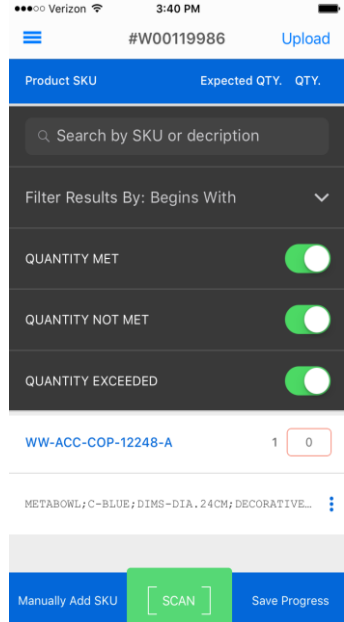 Verizon 3:40 PM
#W00119986 Upload
Product SKU Expected QTY. QTY.
Search by SKU or decription
Filter Results By: Begins With
QUANTITY MET
QUANTITY NOT MET
QUANTITY EXCEEDED
WW-ACC-COP-12248-A 1 0
METABOWL;C-BLUE;DIMS-DIA.24CM;DECORATIVE…
Manually Add SKU SCAN Save Progress